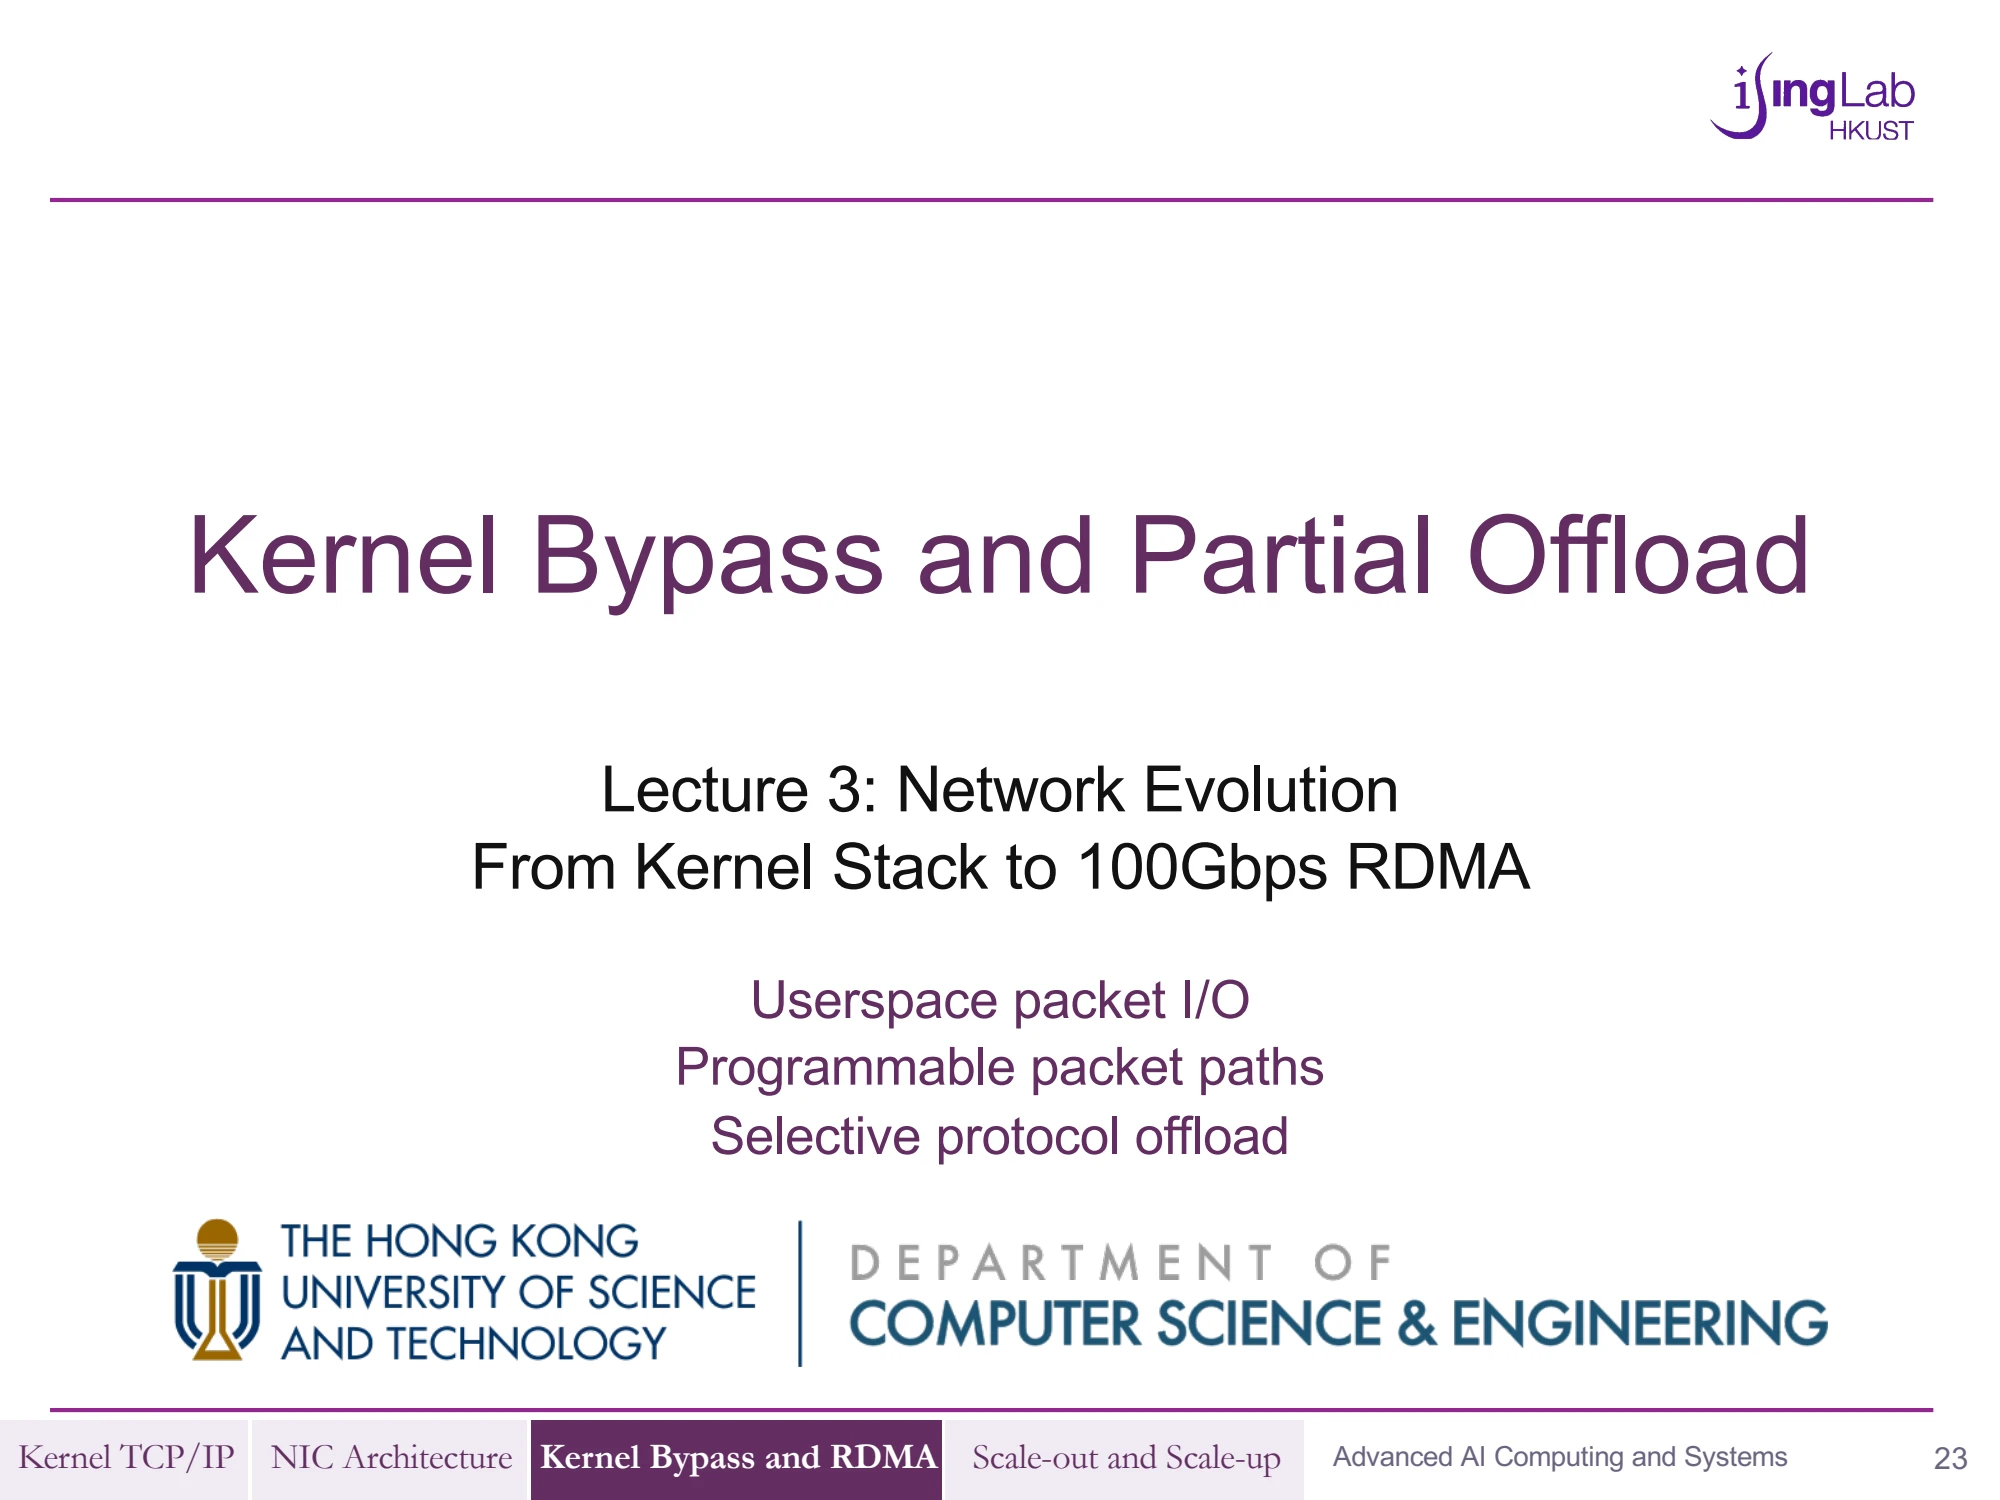 iSingLab
HKUST
Kernel Bypass and Partial Offload
Lecture 3: Network Evolution
From Kernel Stack to 100Gbps RDMA
Userspace packet I/O
Programmable packet paths
Selective protocol offload
THE HONG KONG
UNIVERSITY OF SCIENCE
AND TECHNOLOGY
DEPARTMENT OF
COMPUTER SCIENCE & ENGINEERING
Kernel TCP/IP
NIC Architecture
Kernel Bypass and RDMA
Scale-out and Scale-up
Advanced AI Computing and Systems
23